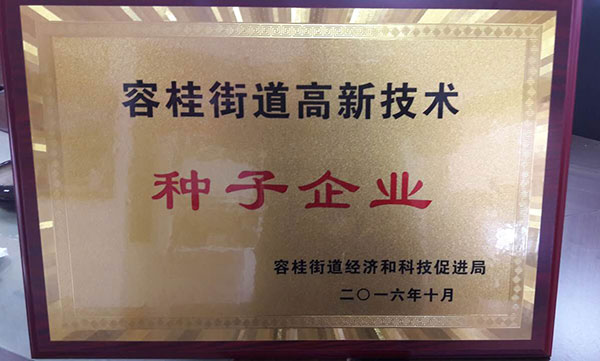 容桂街道高新技术
种子企业
容桂街道经济和科技促进局
二〇一六年十月